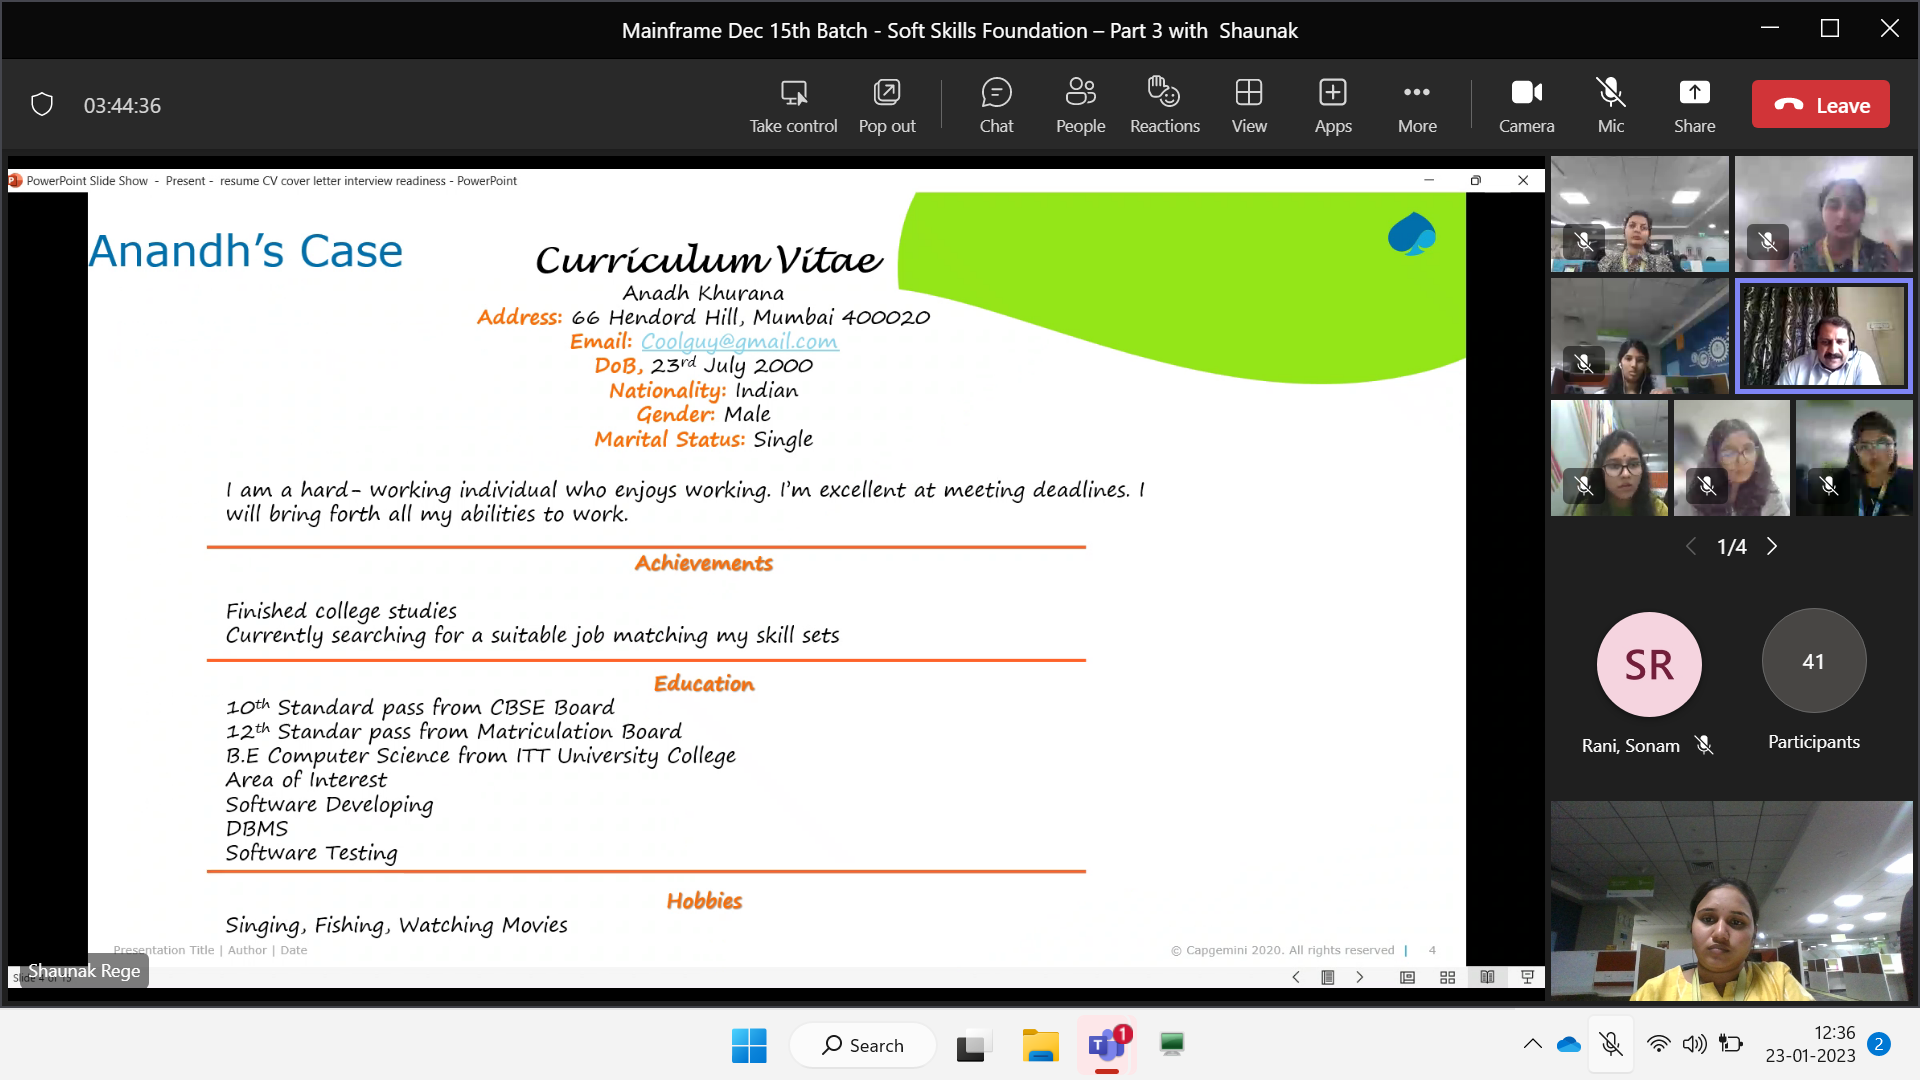 Mainframe Dec 15th Batch - Soft Skills Foundation – Part 3 with Shaunak
03:44:36
Take control
Pop out
Chat
People
Reactions
View
Apps
More
Camera
Mic
Share
Leave
PowerPoint Slide Show - Present - resume CV cover letter interview readiness - PowerPoint
Anandh's Case
Curriculum Vitae
Anadh Khurana
Address: 66 Hendord Hill, Mumbai 400020
Email: Coolguy@gmail.com
DoB, 23rd July 2000
Nationality: Indian
Gender: Male
Marital Status: Single
I am a hard- working individual who enjoys working. I'm excellent at meeting deadlines. I
will bring forth all my abilities to work.
Achievements
Finished college studies
Currently searching for a suitable job matching my skill sets
Education
10th Standard pass from CBSE Board
12th Standar pass from Matriculation Board
B.E Computer Science from ITT University College
Area of Interest
Software Developing
DBMS
Software Testing
Hobbies
Singing, Fishing, Watching Movies
Presentation Title | Author | Date
© Capgemini 2020. All rights reserved | 4
Shaunak Rege
1/4
SR
41
Rani, Sonam
Participants
Search
T
1
12:36
23-01-2023
2